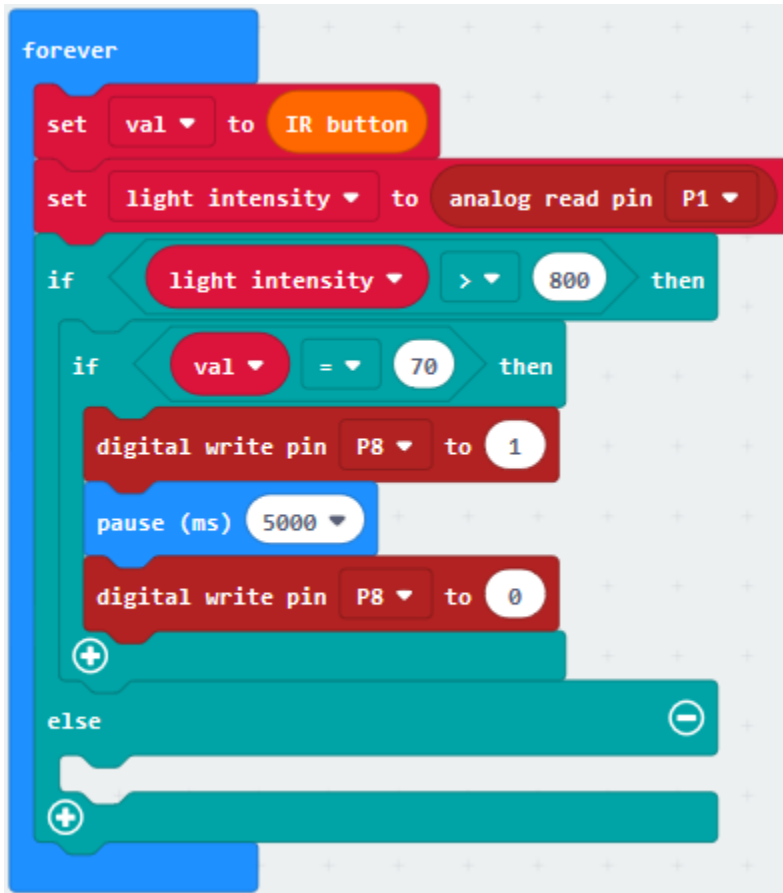 forever
set val to IR button
set light intensity to analog read pin P1
if light intensity > 800 then
if val = 70 then
digital write pin P8 to 1
pause (ms) 5000
digital write pin P8 to 0
else